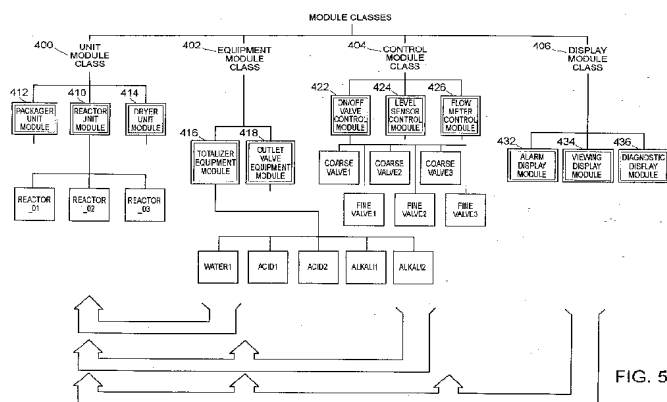 MODULE CLASSES
400
UNIT
MODULE
CLASS
402
EQUIPMENT
MODULE
CLASS
404
CONTROL
MODULE
CLASS
406
DISPLAY
MODULE
CLASS
412
PACKAGER
UNIT
MODULE
410
REACTOR
UNIT
MODULE
414
DRYER
UNIT
MODULE
416
TOTALIZER
EQUIPMENT
MODULE
418
OUTLET
VALVE
EQUIPMENT
MODULE
422
ON/OFF
VALVE
CONTROL
MODULE
424
LEVEL
SENSOR
CONTROL
MODULE
426
FLOW
METER
CONTROL
MODULE
432
ALARM
DISPLAY
MODULE
434
VIEWING
DISPLAY
MODULE
436
DIAGNOSTIC
DISPLAY
MODULE
REACTOR
_01
REACTOR
_02
REACTOR
_03
COARSE
VALVE1
COARSE
VALVE2
COARSE
VALVE3
FINE
VALVE1
FINE
VALVE2
FINE
VALVE3
WATER1
ACID1
ACID2
ALKALI1
ALKALI2
FIG. 5